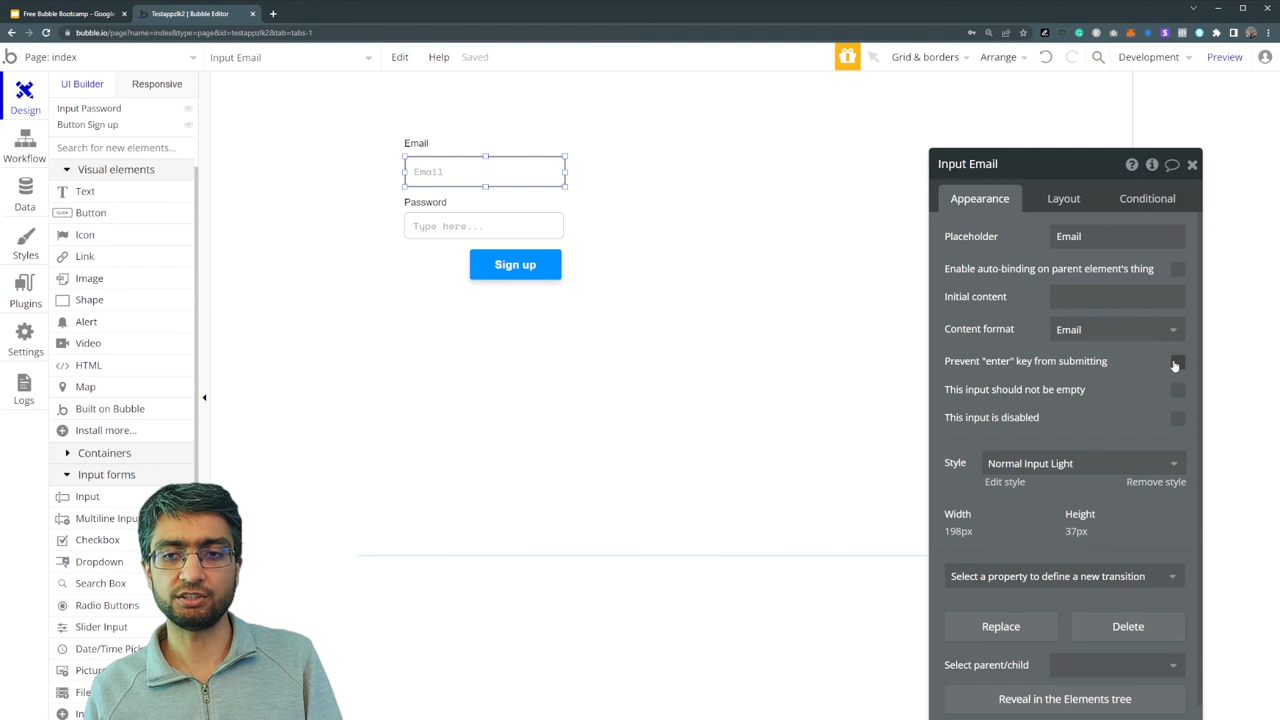 Free Bubble Bootcamp - Google
Testappzlk2 | Bubble Editor
bubble.io/page?name=index&type=page&id=testappzlk2&tab=tabs-1
Page: index
Input Email
Edit
Help
Saved
Grid & borders
Arrange
Development
Preview
Design
Workflow
Data
Styles
Plugins
Settings
Logs
UI Builder
Responsive
Input Password
Button Sign up
Search for new elements...
Visual elements
Text
CLICK
Button
Icon
Link
Image
Shape
Alert
Video
HTML
Map
Built on Bubble
Install more...
Containers
Input forms
Input
Multiline Inpu
Checkbox
Dropdown
Search Box
Radio Buttons
Slider Input
Date/Time Pic
Pictur
File
In
Email
Email
Password
Type here...
Sign up
Input Email
Appearance
Layout
Conditional
Placeholder
Email
Enable auto-binding on parent element's thing
Initial content
Content format
Email
Prevent "enter" key from submitting
This input should not be empty
This input is disabled
Style
Normal Input Light
Edit style
Remove style
Width
Height
198px
37px
Select a property to define a new transition
Replace
Delete
Select parent/child
Reveal in the Elements tree